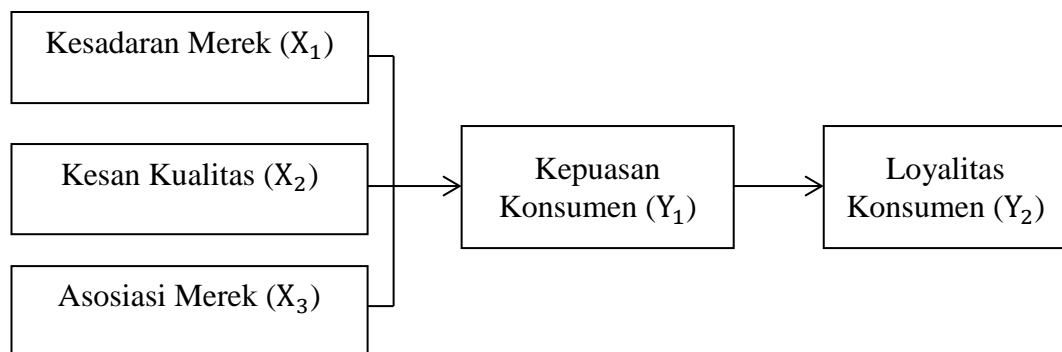 Kesadaran Merek (X₁)
Kesan Kualitas (X₂)
Asosiasi Merek (X₃)
Kepuasan
Konsumen (Y₁)
Loyalitas
Konsumen (Y₂)